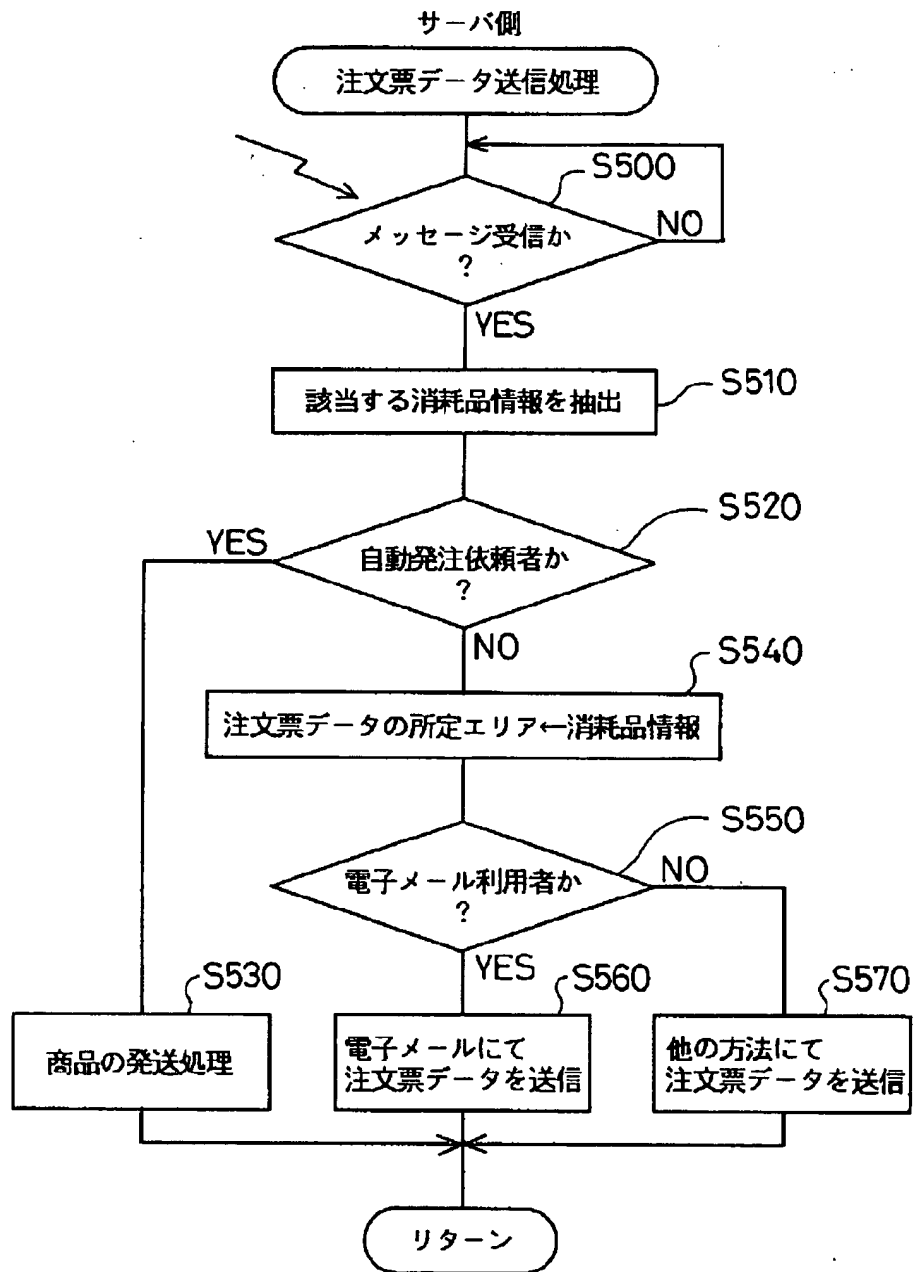 サーバ側
注文票データ送信処理
S500
メッセージ受信か
?
NO
YES
S510
該当する消耗品情報を抽出
S520
YES
自動発注依頼者か
?
NO
S540
注文票データの所定エリア←消耗品情報
S550
電子メール利用者か
?
NO
YES
S530
商品の発送処理
S560
電子メールにて
注文票データを送信
S570
他の方法にて
注文票データを送信
リターン